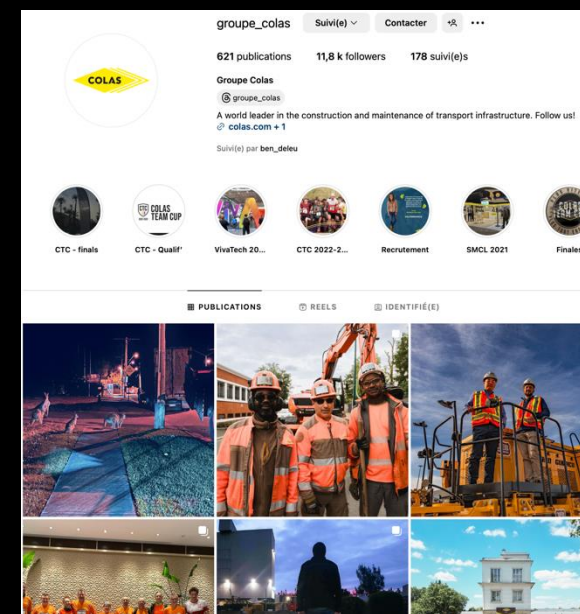 groupe_colas Suivi(e) Contacter
621 publications 11,8 k followers 178 suivi(e)s
Groupe Colas
groupe_colas
A world leader in the construction and maintenance of transport infrastructure. Follow us!
colas.com + 1
Suivi(e) par ben_deleu
COLAS
CTC COLAS
TEAM CUP
CTC - finals CTC - Qualif' VivaTech 20... CTC 2022-2... Recrutement SMCL 2021 Finales
PUBLICATIONS REELS IDENTIFIÉ(E)